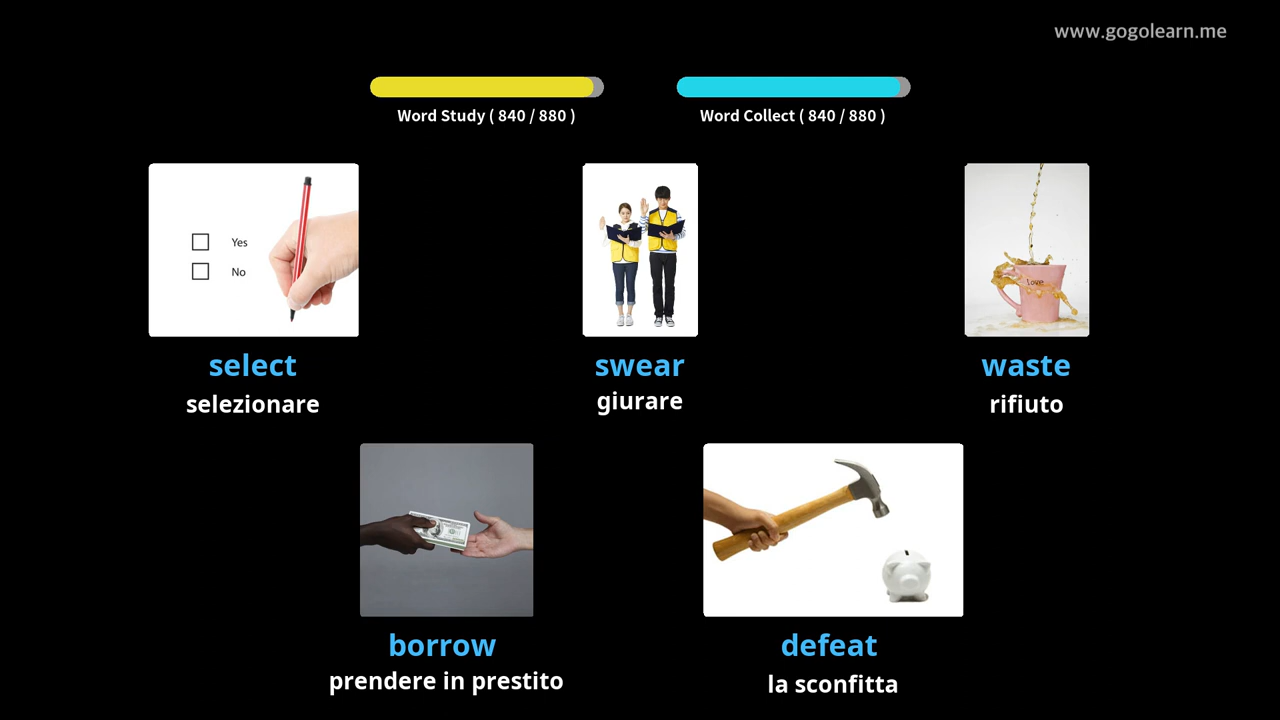 www.gogolearn.me
Word Study ( 840 / 880 )
Word Collect ( 840 / 880 )
Yes
No
Love
select
selezionare
swear
giurare
waste
rifiuto
borrow
prendere in prestito
defeat
la sconfitta